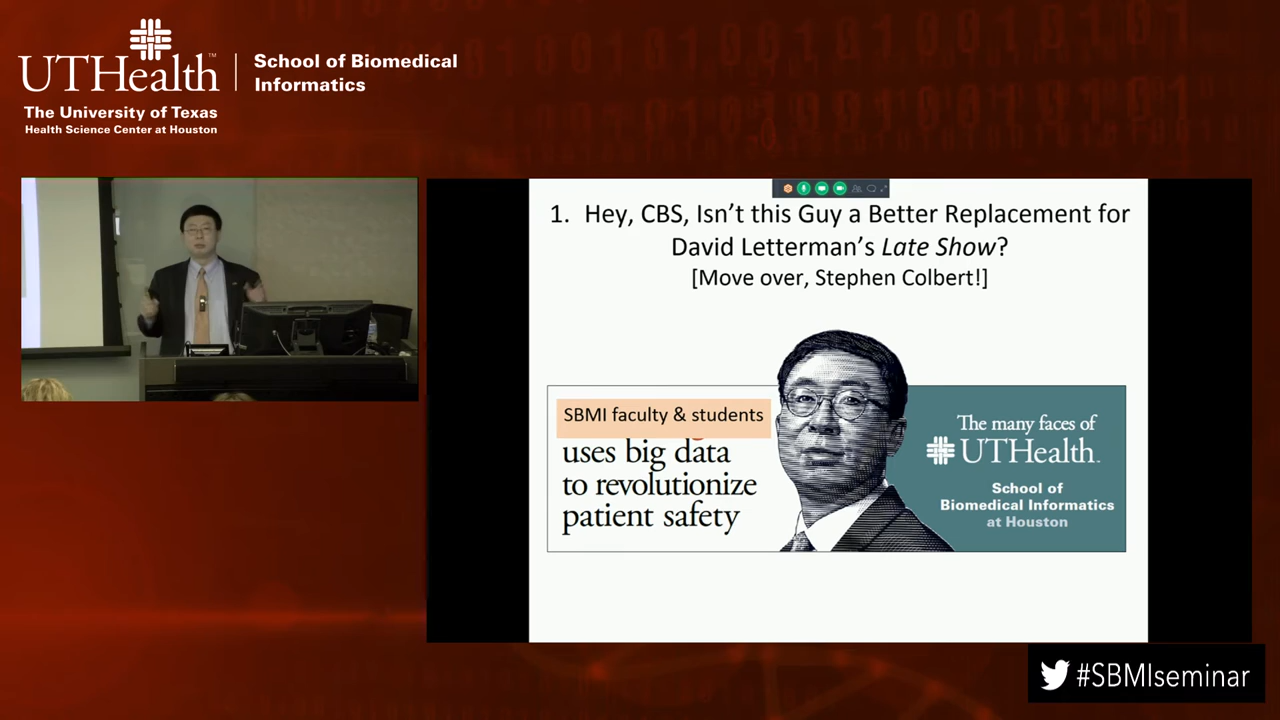 UTHealth™
The University of Texas
Health Science Center at Houston
School of Biomedical
Informatics
1. Hey, CBS, Isn't this Guy a Better Replacement for
David Letterman's Late Show?
[Move over, Stephen Colbert!]
SBMI faculty & students
uses big data
to revolutionize
patient safety
The many faces of
UTHealth™
School of
Biomedical Informatics
at Houston
#SBMIseminar